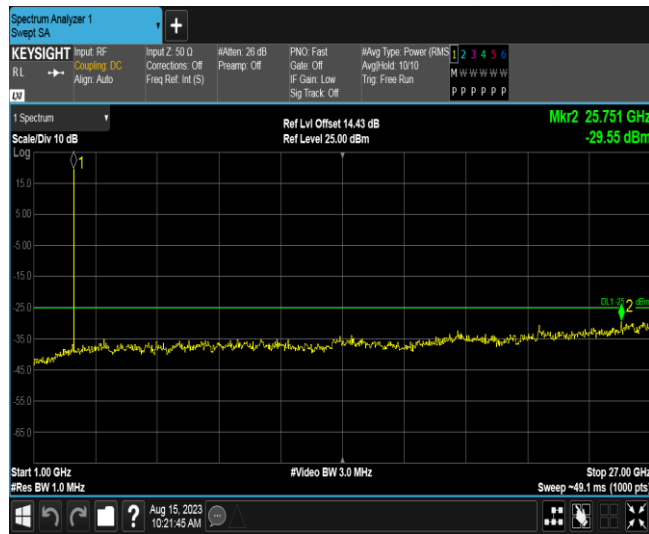 Spectrum Analyzer 1
Swept SA
KEYSIGHT
RL
LXI
Input: RF
Coupling: DC
Align: Auto
Input Z: 50 Ω
Corrections: Off
Freq Ref: Int (S)
#Atten: 26 dB
Preamp: Off
PNO: Fast
Gate: Off
IF Gain: Low
Sig Track: Off
#Avg Type: Power (RMS
Avg|Hold: 10/10
Trig: Free Run
1 2 3 4 5 6
M W W W W W
P P P P P P
1 Spectrum
Scale/Div 10 dB
Ref Lvl Offset 14.43 dB
Ref Level 25.00 dBm
Mkr2 25.751 GHz
-29.55 dBm
Log
1
15.0
5.00
-5.00
-15.0
-25.0
DL1 -25
2
dBm
-35.0
-45.0
-55.0
-65.0
Start 1.00 GHz
#Video BW 3.0 MHz
Stop 27.00 GHz
#Res BW 1.0 MHz
Sweep ~49.1 ms (1000 pts
?
Aug 15, 2023
10:21:45 AM